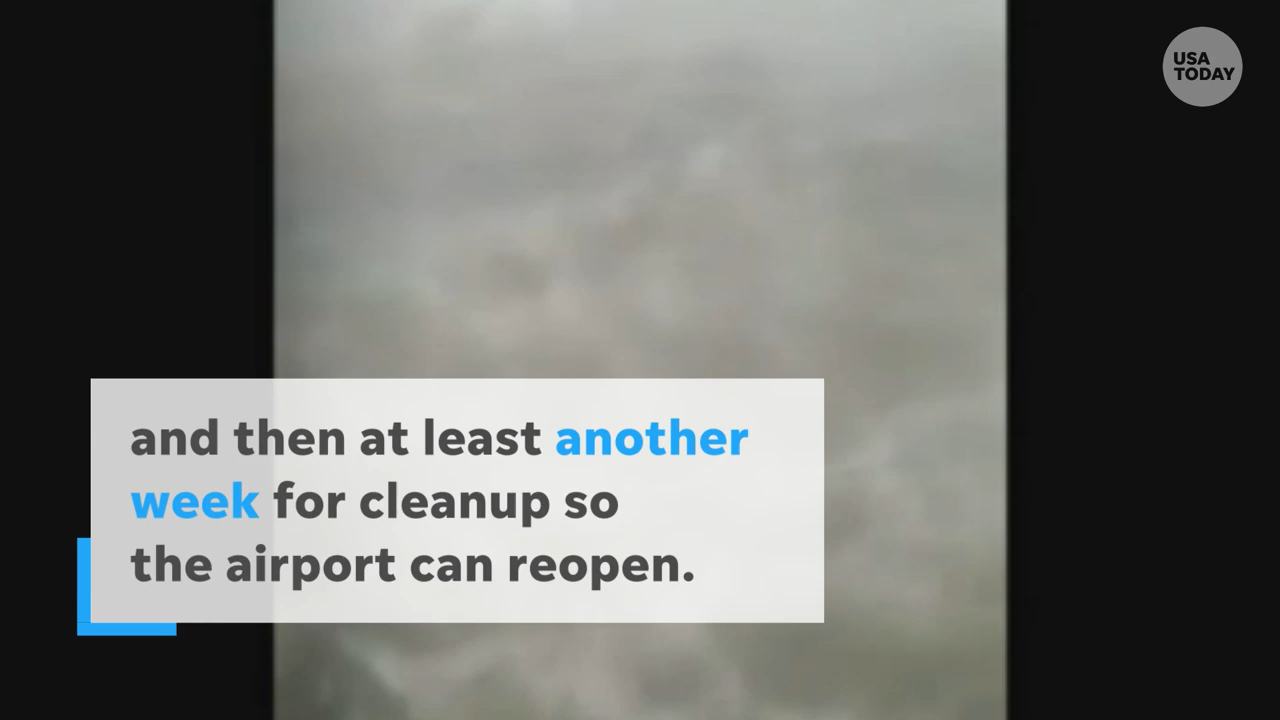 USA
TODAY
and then at least another
week for cleanup so
the airport can reopen.